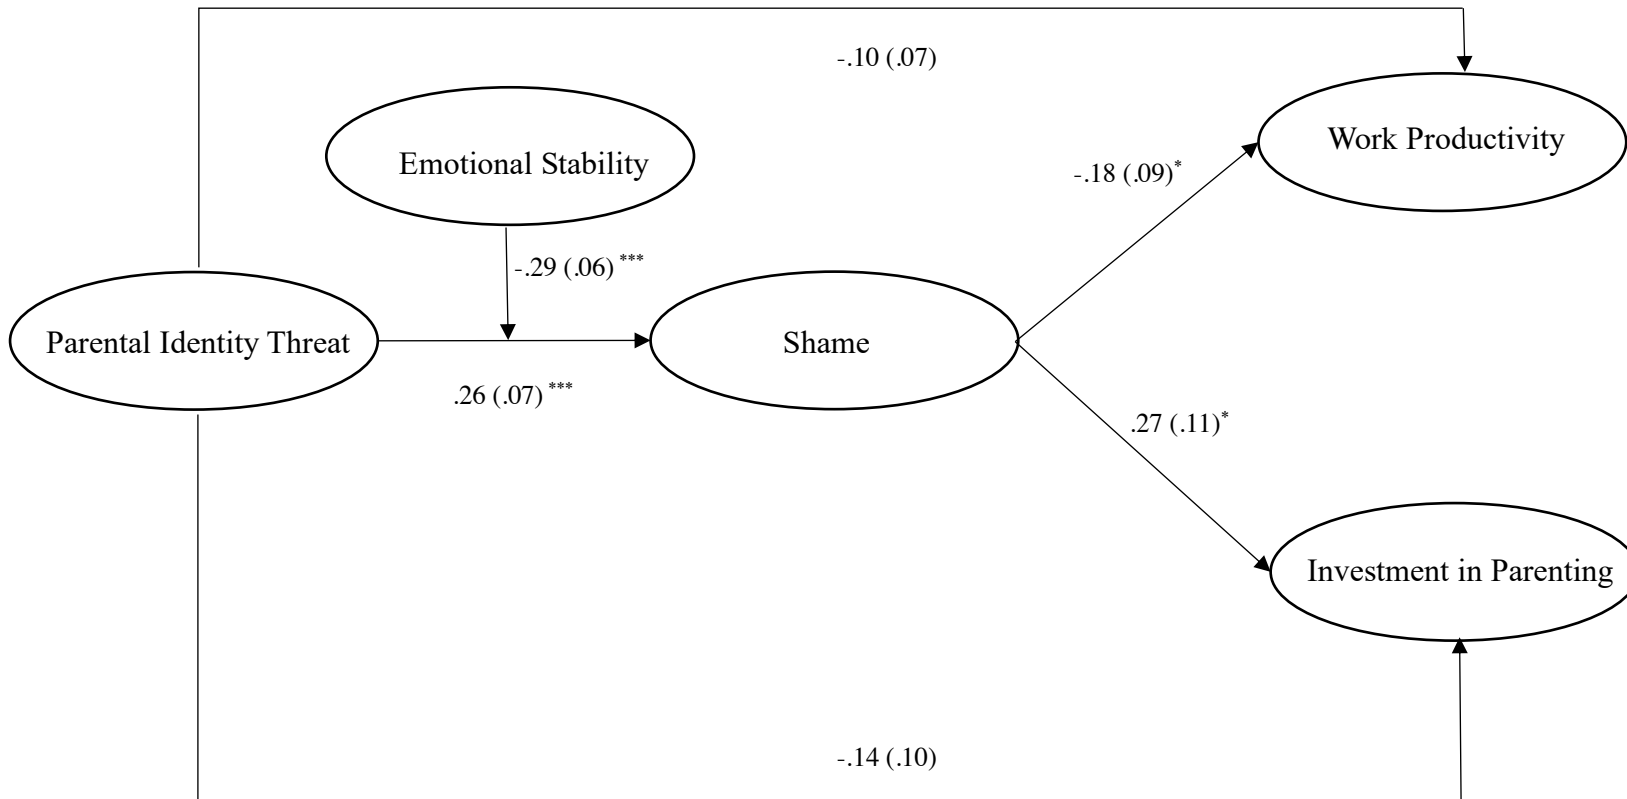 -.10 (.07)
Emotional Stability
Work Productivity
-.18 (.09)*
-.29 (.06) ***
Parental Identity Threat
Shame
.26 (.07) ***
.27 (.11)*
Investment in Parenting
-.14 (.10)